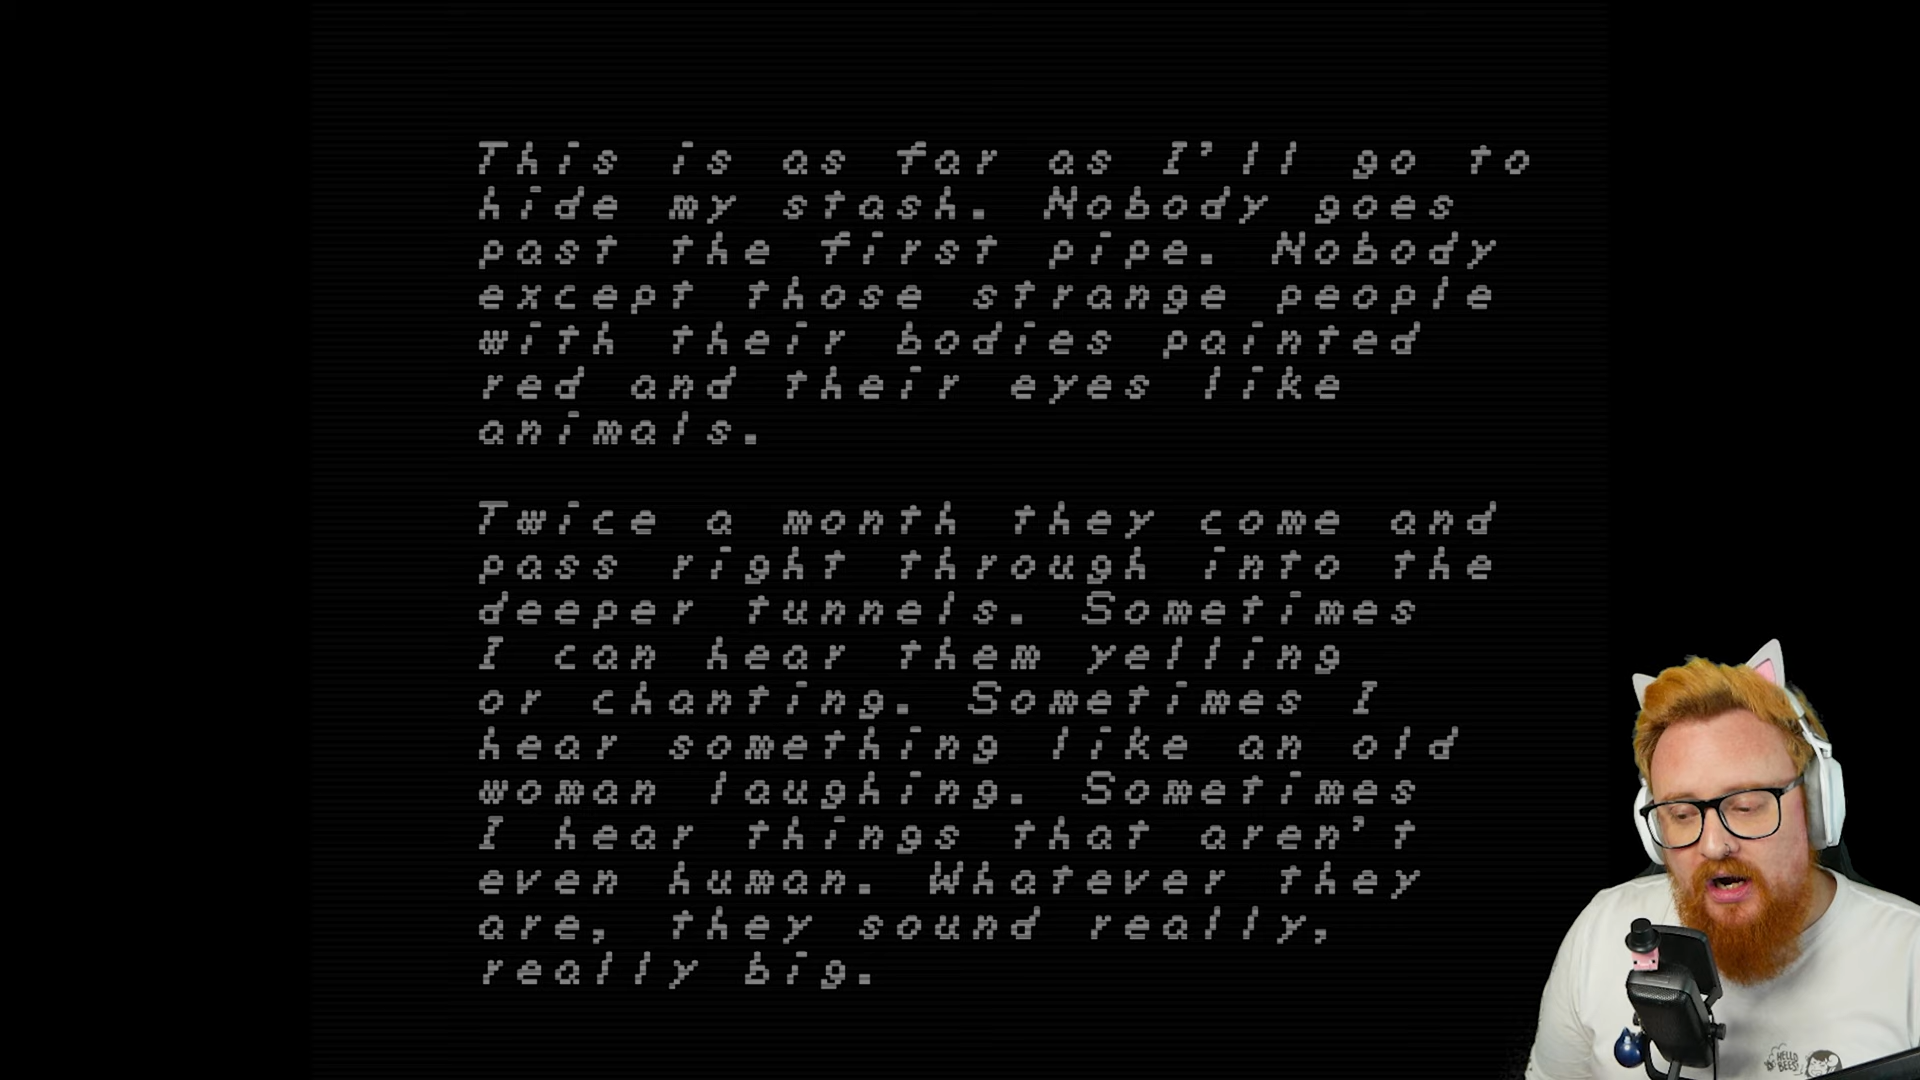 This is as far as I'll go to
hide my stash. Nobody goes
past the first pipe. Nobody
except those strange people
with their bodies painted
red and their eyes like
animals.
Twice a month they come and
pass right through into the
deeper tunnels. Sometimes
I can hear them yelling
or chanting. Sometimes I
hear something like an old
woman laughing. Sometimes
I hear things that aren't
even human. Whatever they
are, they sound really,
really big.
HELLO
BEES